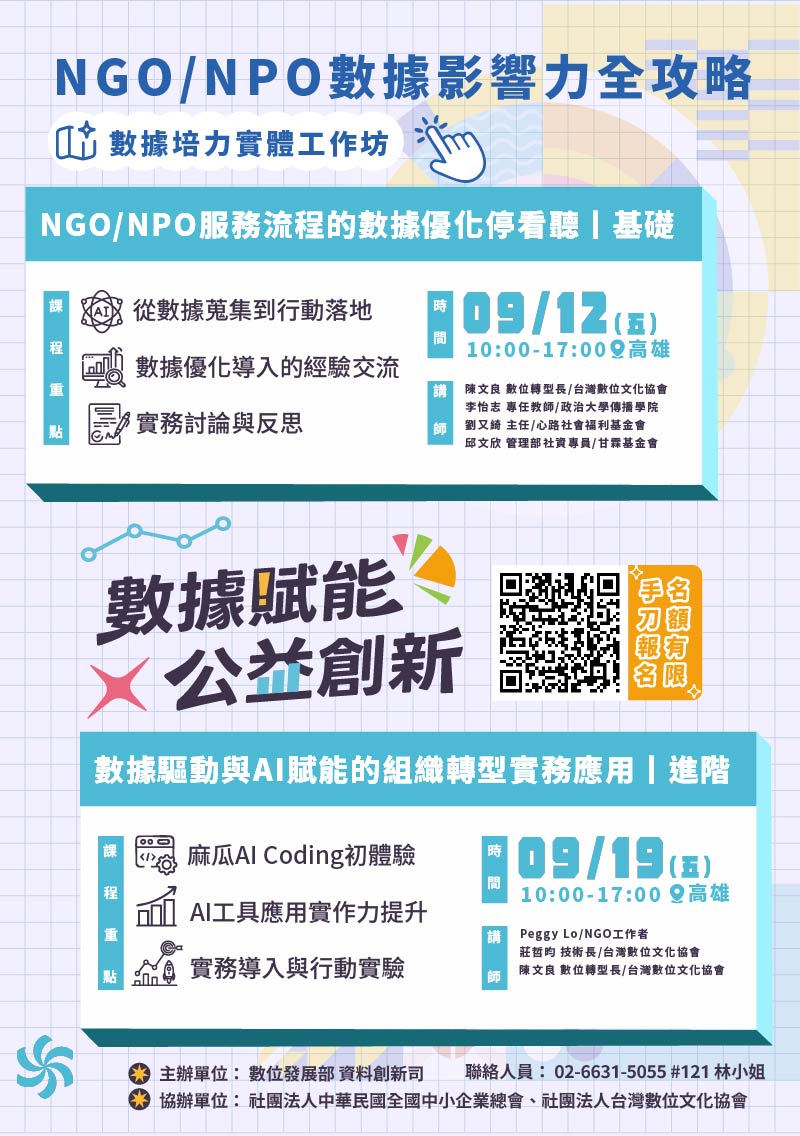 NGO/NPO數據影響力全攻略
數據培力實體工作坊
NGO/NPO服務流程的數據優化停看聽｜基礎
課程重點
AI
從數據蒐集到行動落地
數據優化導入的經驗交流
實務討論與反思
時間
09/12(五)
10:00-17:00 高雄
講師
陳文良 數位轉型長/台灣數位文化協會
李怡志 專任教師/政治大學傳播學院
劉又綺 主任/心路社會福利基金會
邱文欣 管理部社資專員/甘霖基金會
數據賦能
公益創新
名額有限
手刀報名
數據驅動與AI賦能的組織轉型實務應用｜進階
課程重點
麻瓜AI Coding初體驗
AI工具應用實作力提升
實務導入與行動實驗
時間
09/19(五)
10:00-17:00 高雄
講師
Peggy Lo/NGO工作者
莊哲昀 技術長/台灣數位文化協會
陳文良 數位轉型長/台灣數位文化協會
主辦單位：數位發展部 資料創新司
聯絡人員：02-6631-5055 #121 林小姐
協辦單位：社團法人中華民國全國中小企業總會、社團法人台灣數位文化協會